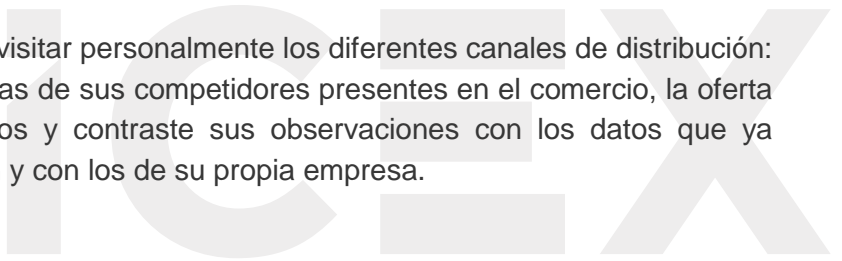 visitar personalmente los diferentes canales de distribución:
as de sus competidores presentes en el comercio, la oferta
os y contraste sus observaciones con los datos que ya
y con los de su propia empresa.
ICEX